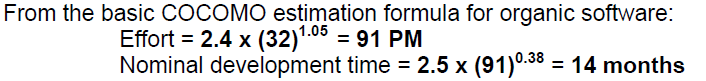 From the basic COCOMO estimation formula for organic software:
Effort = 2.4 x (32)^1.05 = 91 PM
Nominal development time = 2.5 x (91)^0.38 = 14 months